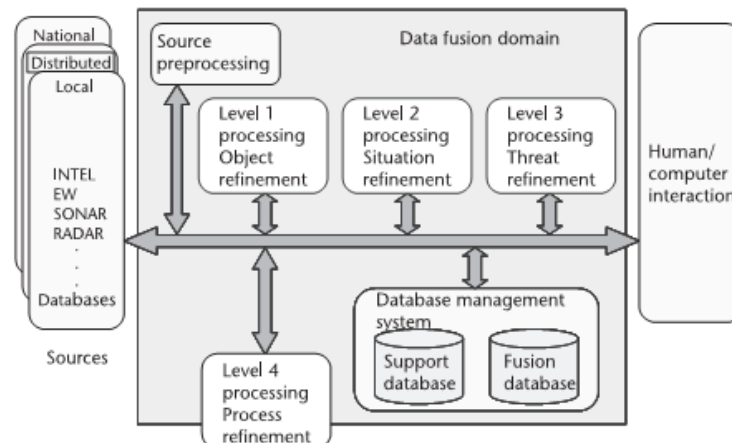 National
Distributed
Local
INTEL
EW
SONAR
RADAR
.
.
.
Databases
Sources
Source
preprocessing
Data fusion domain
Level 1
processing
Object
refinement
Level 2
processing
Situation
refinement
Level 3
processing
Threat
refinement
Human/
computer
interaction
Level 4
processing
Process
refinement
Database management
system
Support
database
Fusion
database